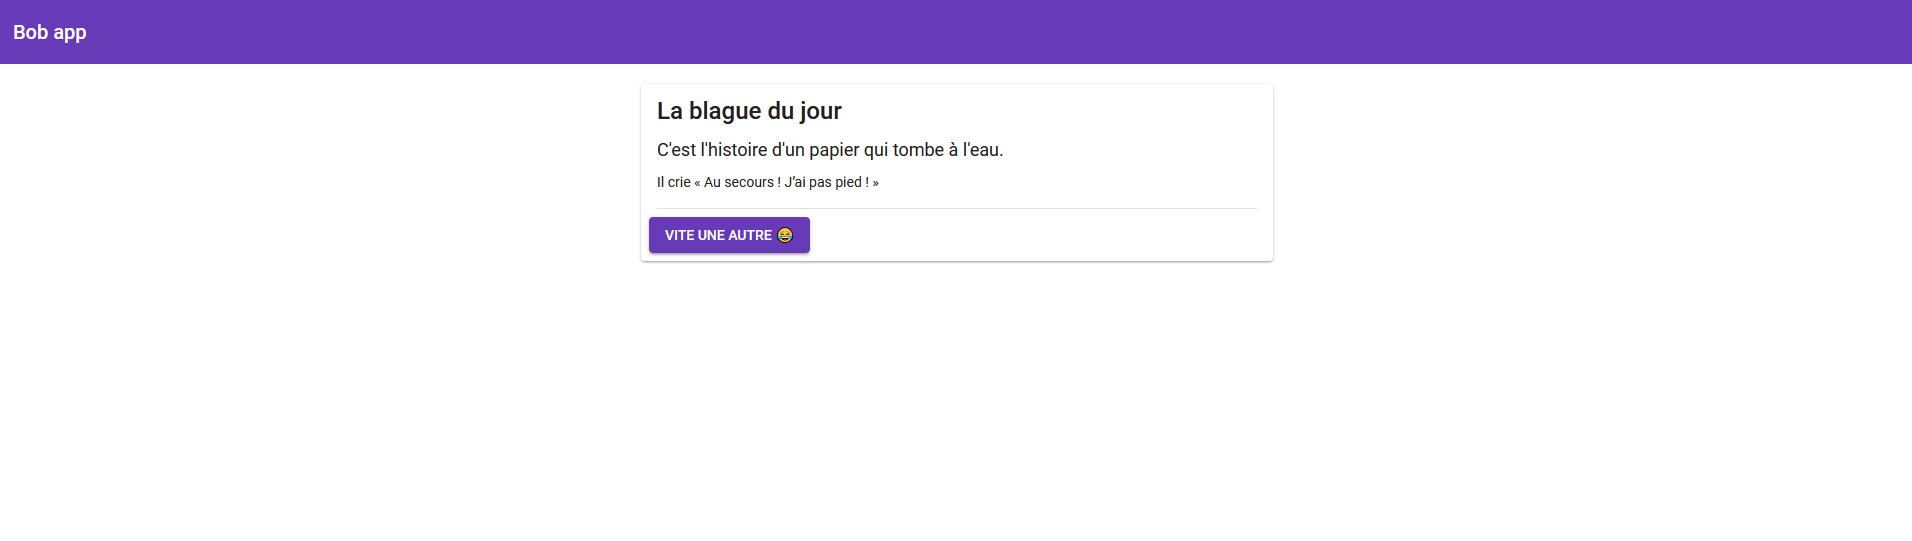 Bob app
La blague du jour
C'est l'histoire d'un papier qui tombe à l'eau.
Il crie « Au secours ! J’ai pas pied ! »
VITE UNE AUTRE 😂